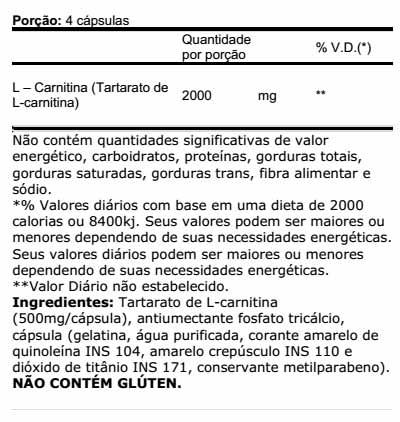 Porção: 4 cápsulas
Quantidade
por porção
% V.D.(*)
L – Carnitina (Tartarato de
L-carnitina)
2000 mg **
Não contém quantidades significativas de valor
energético, carboidratos, proteínas, gorduras totais,
gorduras saturadas, gorduras trans, fibra alimentar e
sódio.
*% Valores diários com base em uma dieta de 2000
calorias ou 8400kj. Seus valores podem ser maiores ou
menores dependendo de suas necessidades energéticas.
Seus valores diários podem ser maiores ou menores
dependendo de suas necessidades energéticas.
**Valor Diário não estabelecido.
Ingredientes: Tartarato de L-carnitina
(500mg/cápsula), antiumectante fosfato tricálcio,
cápsula (gelatina, água purificada, corante amarelo de
quinoleína INS 104, amarelo crepúsculo INS 110 e
dióxido de titânio INS 171, conservante metilparabeno).
NÃO CONTÉM GLÚTEN.